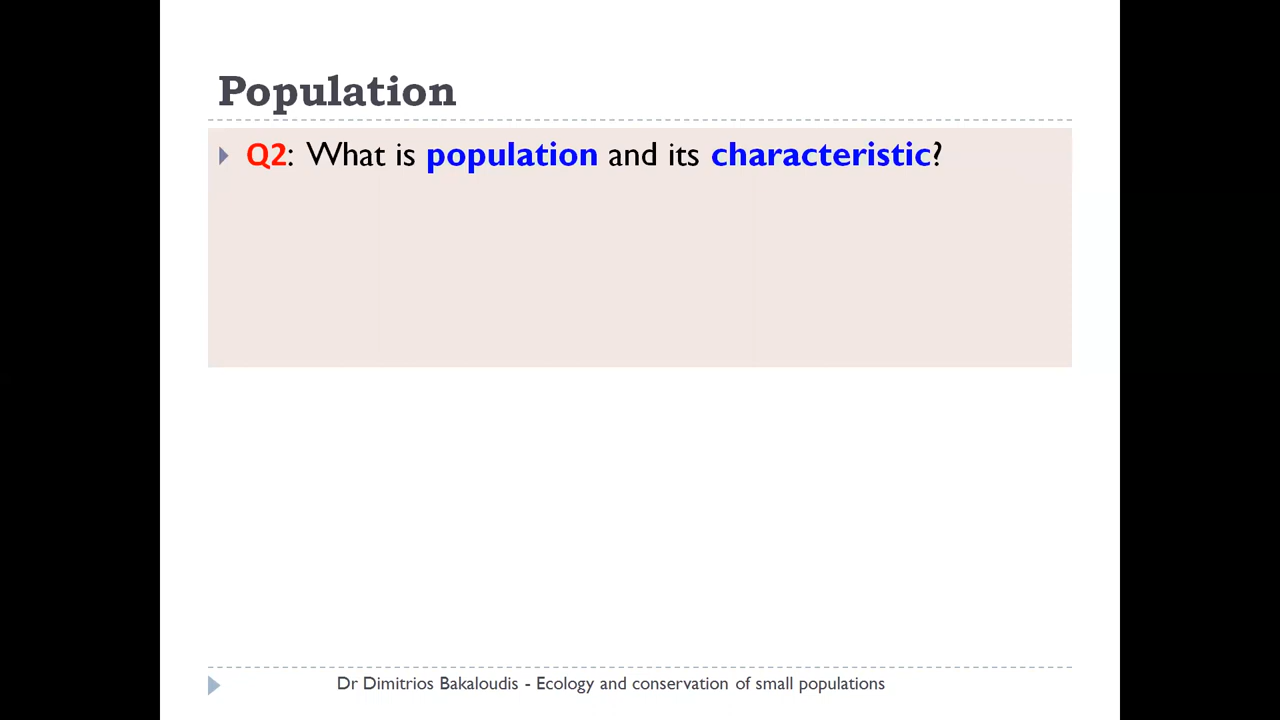 Population
Q2: What is population and its characteristic?
Dr Dimitrios Bakaloudis - Ecology and conservation of small populations